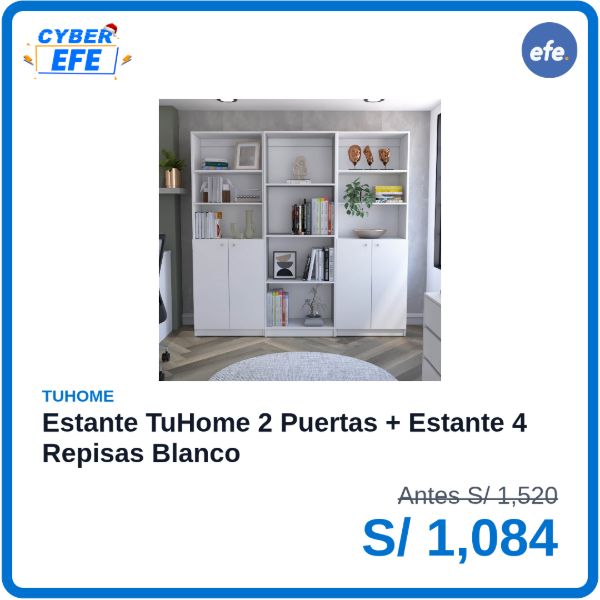 CYBER
EFE
efe.
TUHOME
Estante TuHome 2 Puertas + Estante 4
Repisas Blanco
Antes S/ 1,520
S/ 1,084